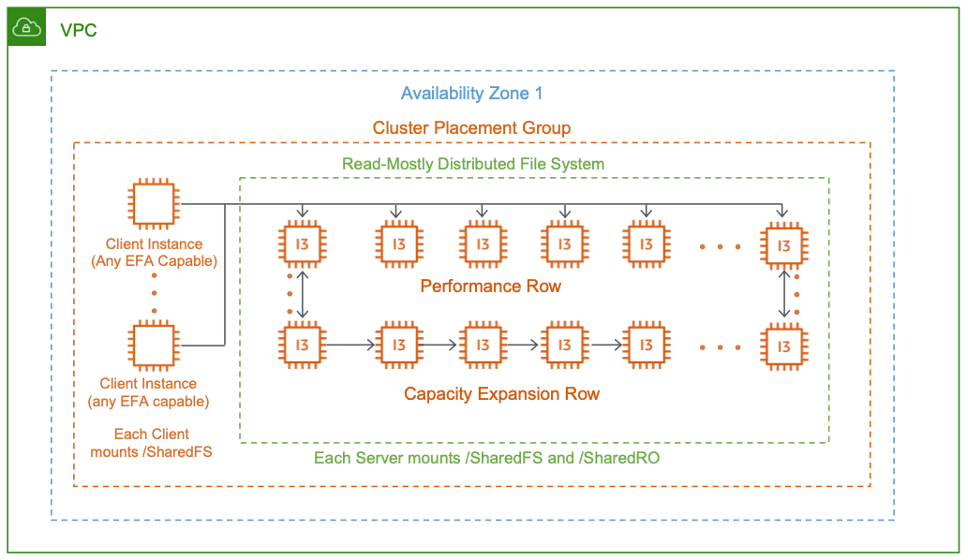 VPC
Availability Zone 1
Cluster Placement Group
Read-Mostly Distributed File System
I3 I3 I3 I3 I3 I3
Client Instance
(Any EFA Capable)
Performance Row
I3 I3 I3 I3 I3 I3
Client Instance
(any EFA capable)
Capacity Expansion Row
Each Client
mounts /SharedFS
Each Server mounts /SharedFS and /SharedRO